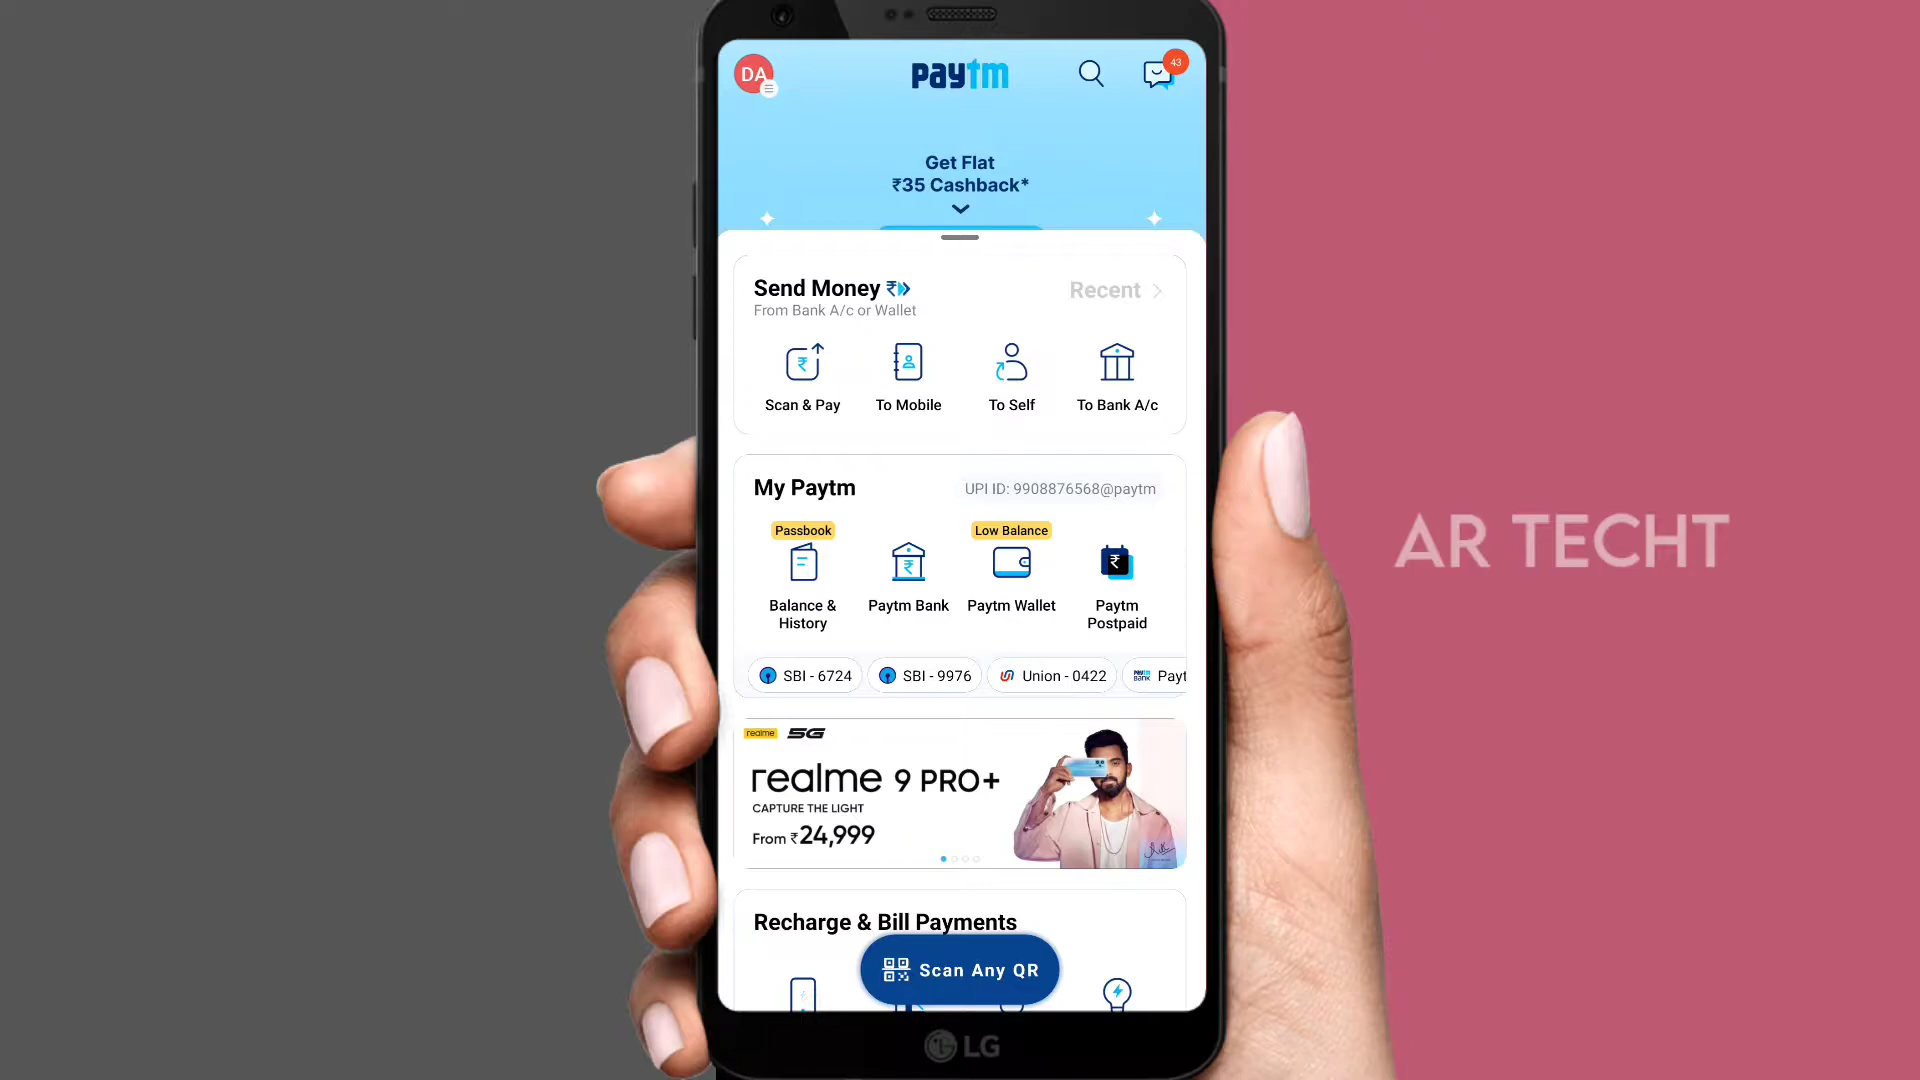 DA
paytm
43
Get Flat
₹35 Cashback*
Send Money
Recent
From Bank A/c or Wallet
Scan & Pay
To Mobile
To Self
To Bank A/c
My Paytm
UPI ID: 9908876568@paytm
Passbook
Low Balance
Balance & History
Paytm Bank
Paytm Wallet
Paytm Postpaid
SBI - 6724
SBI - 9976
Union - 0422
Payt
realme 5G
realme 9 PRO+
CAPTURE THE LIGHT
From ₹24,999
Recharge & Bill Payments
Scan Any QR
LG
AR TECHT